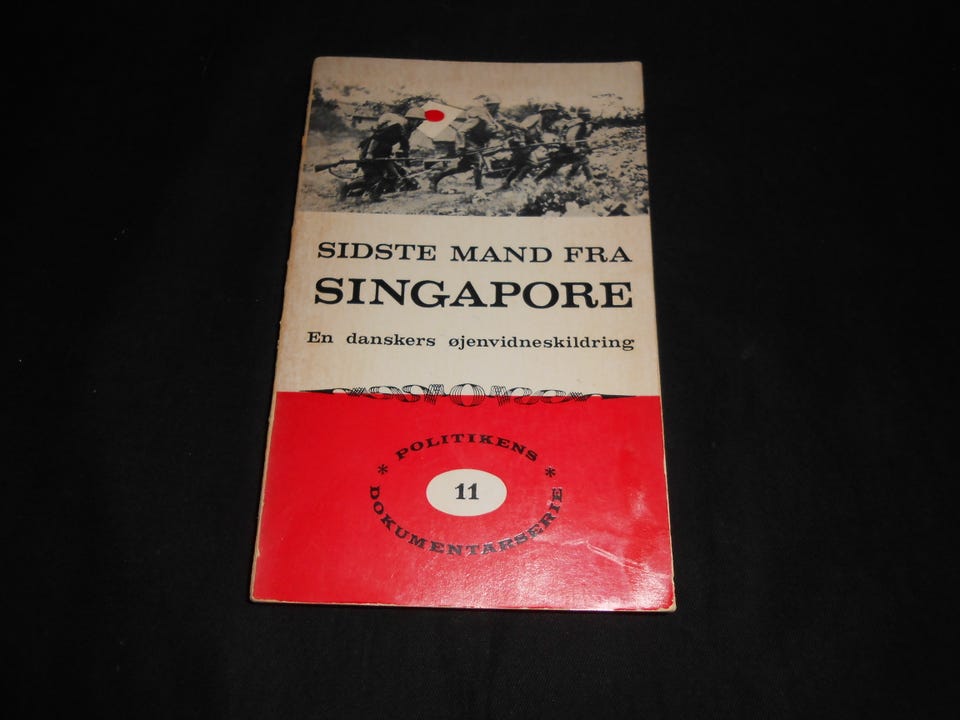 SIDSTE MAND FRA
SINGAPORE
En danskers øjenvidneskildring
* POLITIKENS *
11
DOKUMENTARSERIE